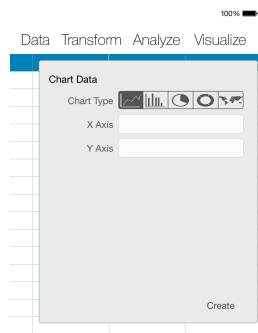 100%
Data Transform Analyze Visualize
Chart Data
Chart Type
X Axis
Y Axis
Create